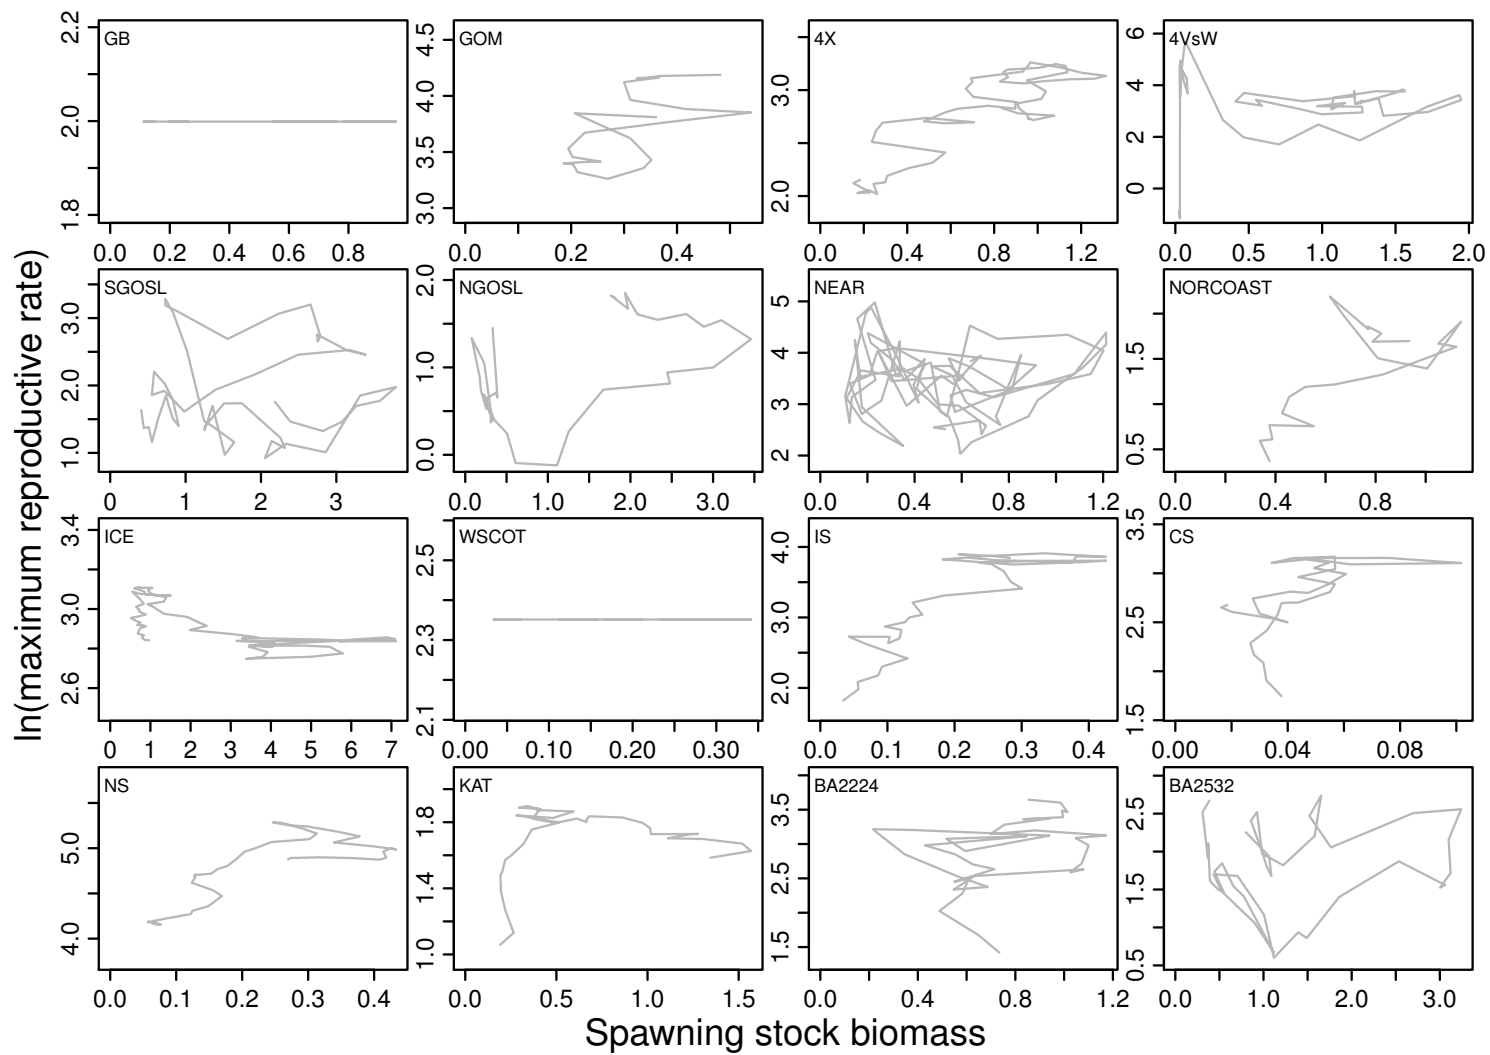 ln(maximum reproductive rate)
GB
1.8 2.0 2.2
0.0 0.2 0.4 0.6 0.8
GOM
3.0 3.5 4.0 4.5
0.0 0.2 0.4
4X
2.0 3.0
0.0 0.4 0.8 1.2
4VsW
0 2 4 6
0.0 0.5 1.0 1.5 2.0
SGOSL
1.0 2.0 3.0
0 1 2 3
NGOSL
0.0 1.0 2.0
0.0 1.0 2.0 3.0
NEAR
2 3 4 5
0.0 0.4 0.8 1.2
NORCOAST
0.5 1.5
0.0 0.4 0.8
ICE
2.6 3.0 3.4
0 1 2 3 4 5 6 7
WSCOT
2.1 2.3 2.5
0.00 0.10 0.20 0.30
IS
2.0 3.0 4.0
0.0 0.1 0.2 0.3 0.4
CS
1.5 2.5 3.5
0.00 0.04 0.08
NS
4.0 5.0
0.0 0.1 0.2 0.3 0.4
KAT
1.0 1.4 1.8
0.0 0.5 1.0 1.5
BA2224
1.5 2.5 3.5
0.0 0.4 0.8 1.2
BA2532
0.5 1.5 2.5
0.0 1.0 2.0 3.0
Spawning stock biomass